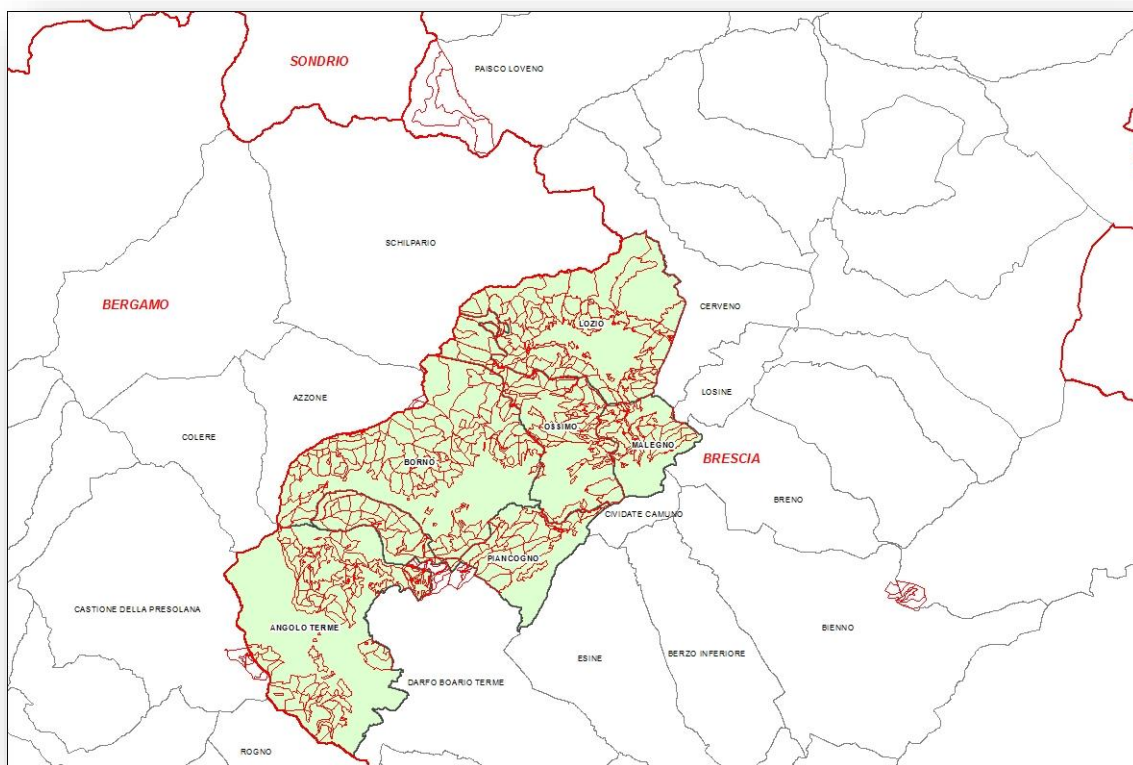 SONDRIO
PAISCO LOVENO
SCHILPARIO
BERGAMO
CERVENO
LOZIO
AZZONE
LOSINE
COLERE
OSSIMO
MALEGNO
BORNO
BRESCIA
BRENO
CIVIDATE CAMUNO
PIANCOGNO
CASTIONE DELLA PRESOLANA
ANGOLO TERME
BIENNO
ESINE
BERZO INFERIORE
DARFO BOARIO TERME
ROGNO